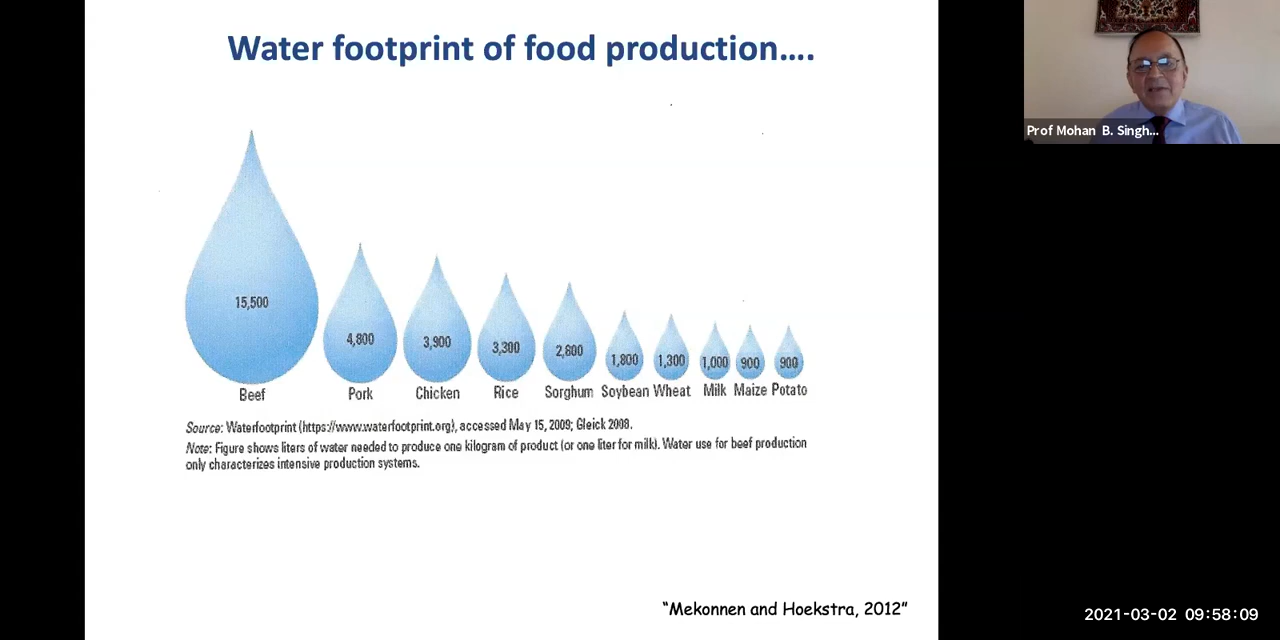 Water footprint of food production....
Prof Mohan B. Singh...
15,500
4,800
3,900
3,300
2,800
1,800
1,300
1,000
900
900
Beef
Pork
Chicken
Rice
Sorghum
Soybean
Wheat
Milk
Maize
Potato
Source: Waterfootprint (https://www.waterfootprint.org), accessed May 15, 2009; Gleick 2008.
Note: Figure shows liters of water needed to produce one kilogram of product (or one liter for milk). Water use for beef production
only characterizes intensive production systems.
“Mekonnen and Hoekstra, 2012”
2021-03-02 09:58:09